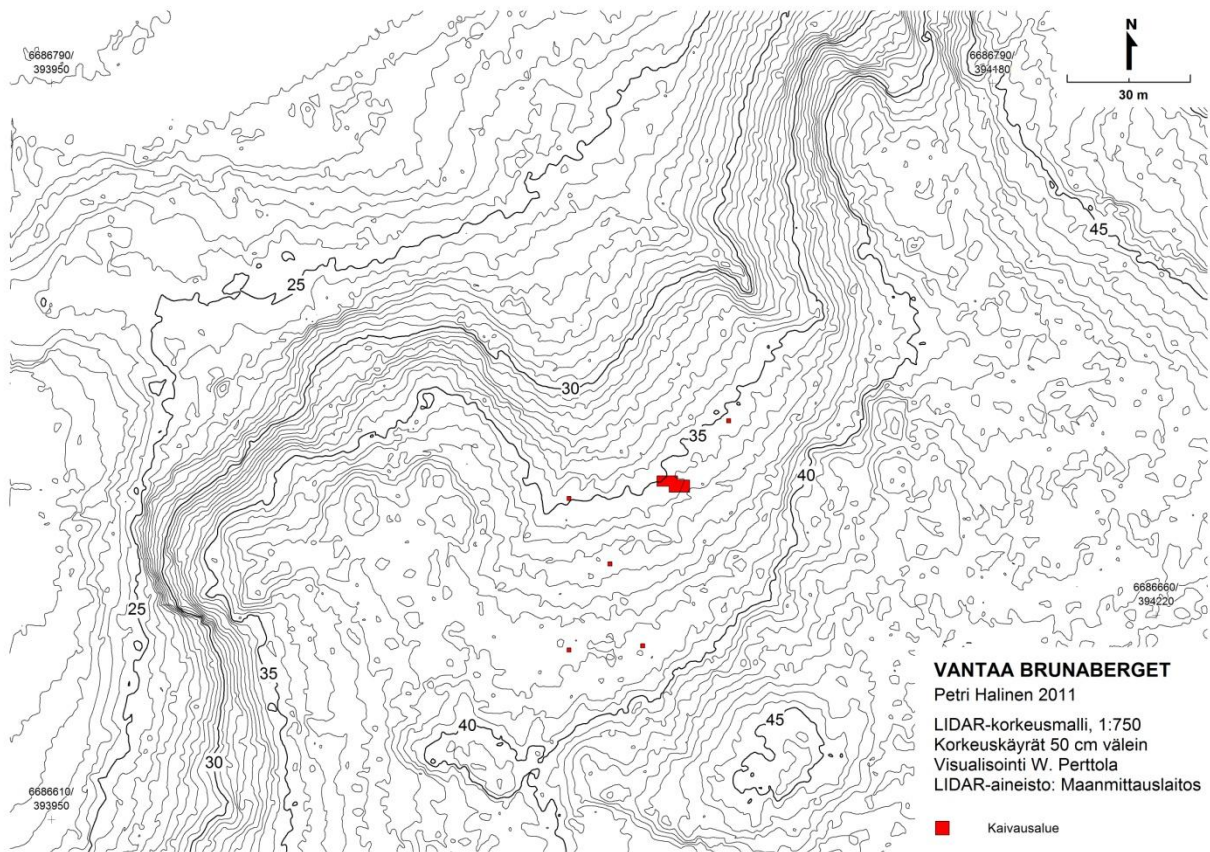 6686790/
393950
6686790/
394180
N
30 m
45
25
30
35
40
25
35
6686660/
394220
30
40
45
6686610/
393950
VANTAA BRUNABERGET
Petri Halinen 2011
LIDAR-korkeusmalli, 1:750
Korkeuskäyrät 50 cm välein
Visualisointi W. Perttola
LIDAR-aineisto: Maanmittauslaitos
Kaivausalue